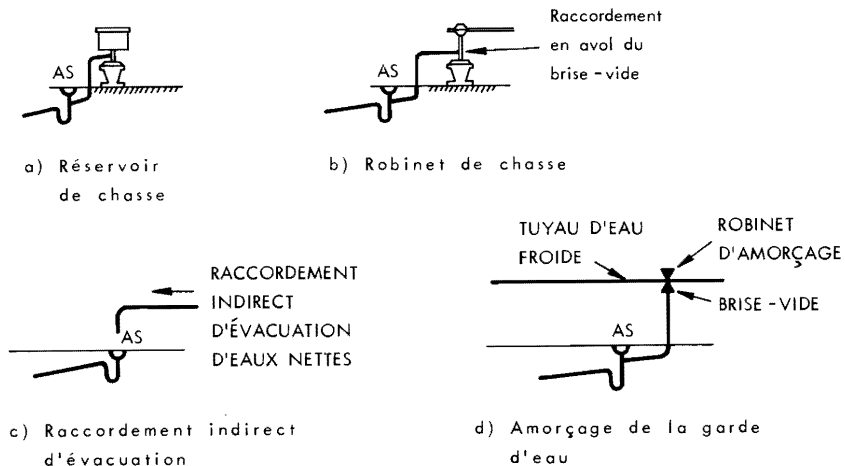 AS
a) Réservoir
de chasse
AS
Raccordement
en avol du
brise-vide
b) Robinet de chasse
RACCORDEMENT
INDIRECT
D'ÉVACUATION
D'EAUX NETTES
AS
c) Raccordement indirect
d'évacuation
TUYAU D'EAU
FROIDE
ROBINET
D'AMORÇAGE
BRISE-VIDE
AS
d) Amorçage de la garde
d'eau